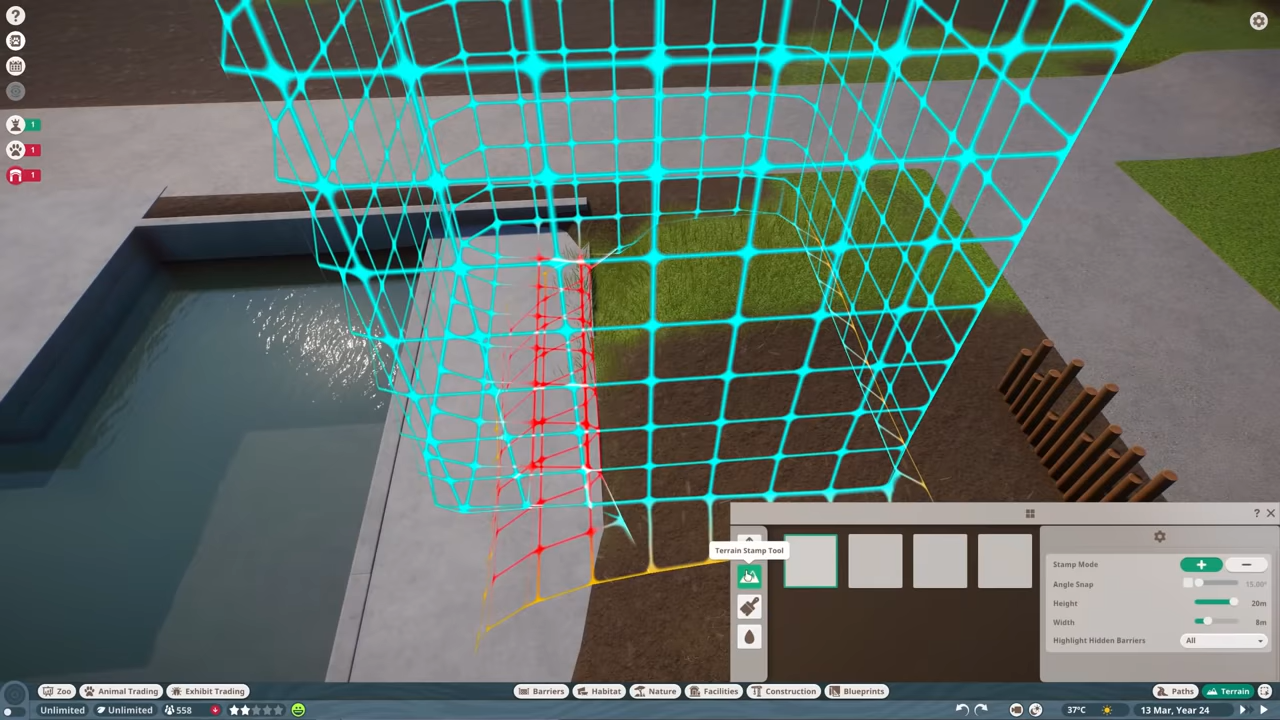 ?
1
1
1
Terrain Stamp Tool
?
Stamp Mode
Angle Snap 15.00°
Height 20m
Width 8m
Highlight Hidden Barriers All
Zoo Animal Trading Exhibit Trading Barriers Habitat Nature Facilities Construction Blueprints Paths Terrain
Unlimited Unlimited 558 37°C 13 Mar, Year 24